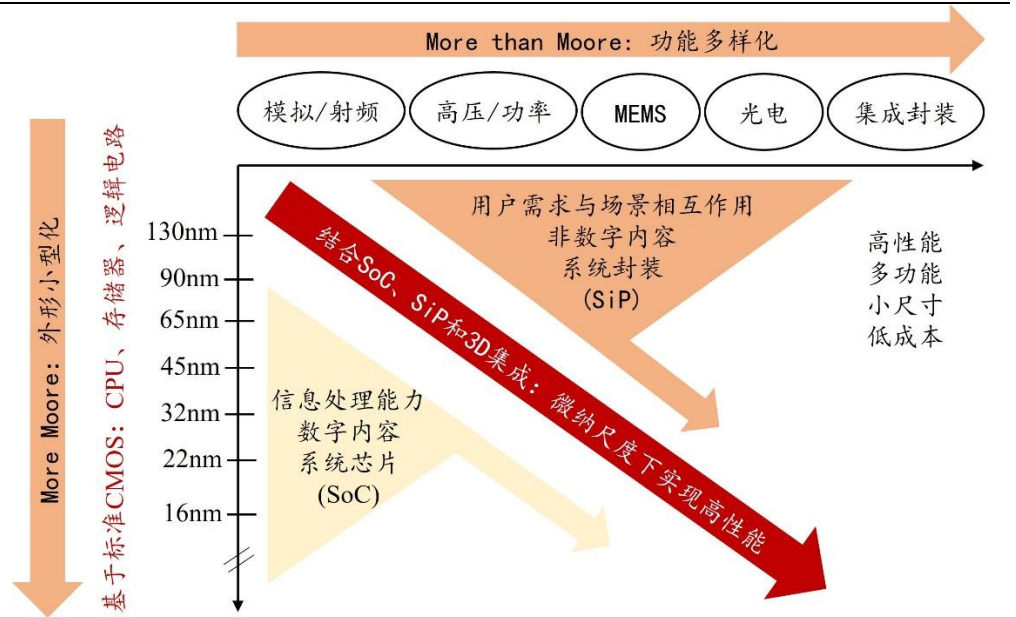 More than Moore: 功能多样化
模拟/射频
高压/功率
MEMS
光电
集成封装
More Moore: 外形小型化
基于标准CMOS: CPU、存储器、逻辑电路
130nm
90nm
65nm
45nm
32nm
22nm
16nm
用户需求与场景相互作用
非数字内容
系统封装
(SiP)
高性能
多功能
小尺寸
低成本
结合SoC、SiP和3D集成: 微纳尺度下实现高性能
信息处理能力
数字内容
系统芯片
(SoC)